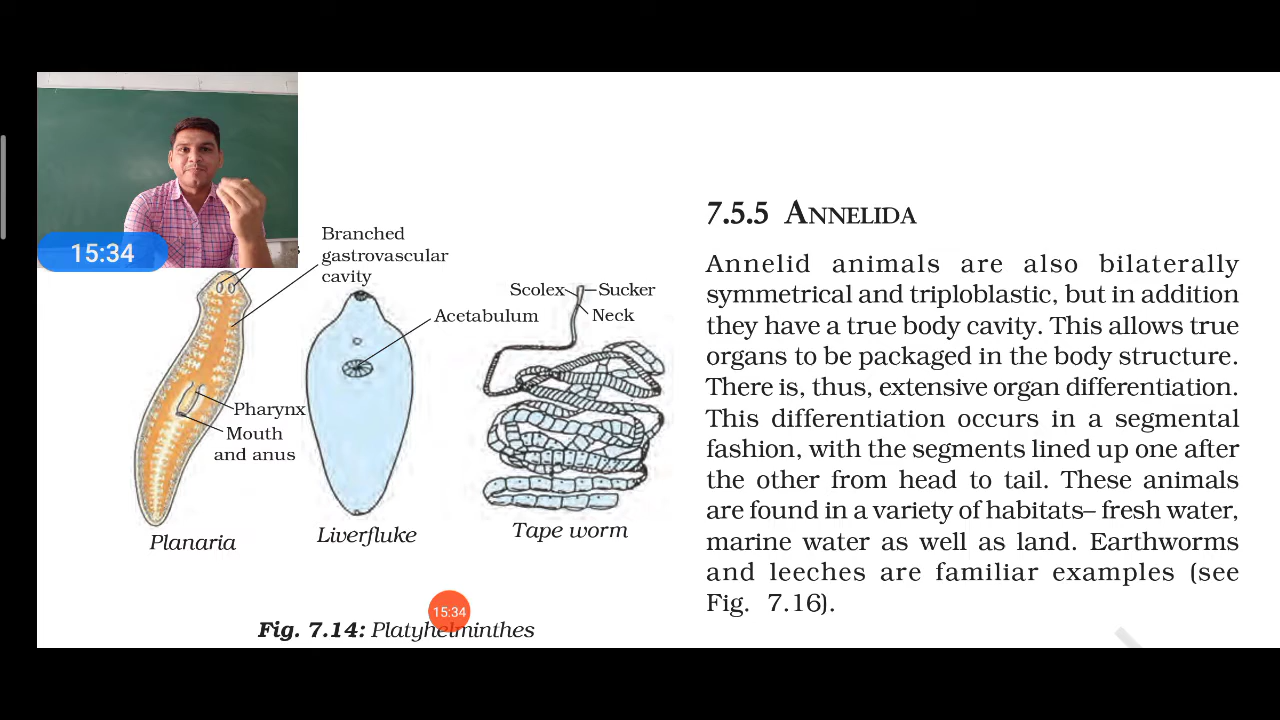 15:34
Branched
gastrovascular
cavity
Scolex
Sucker
Acetabulum
Neck
Pharynx
Mouth
and anus
Planaria
Liverfluke
Tape worm
15:34
Fig. 7.14: Platyhelminthes
7.5.5 ANNELIDA
Annelid animals are also bilaterally
symmetrical and triploblastic, but in addition
they have a true body cavity. This allows true
organs to be packaged in the body structure.
There is, thus, extensive organ differentiation.
This differentiation occurs in a segmental
fashion, with the segments lined up one after
the other from head to tail. These animals
are found in a variety of habitats– fresh water,
marine water as well as land. Earthworms
and leeches are familiar examples (see
Fig. 7.16).